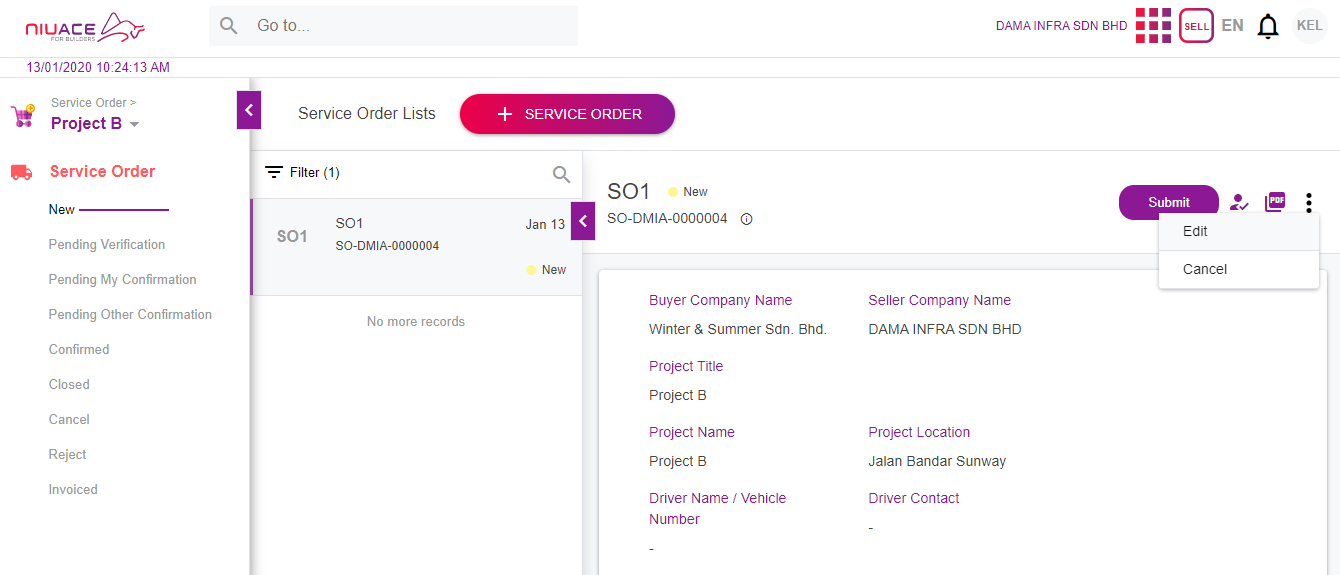 NIUACE
FOR BUILDERS
Go to...
DAMA INFRA SDN BHD
SELL
EN
KEL
13/01/2020 10:24:13 AM
Service Order >
Project B
Service Order Lists
+ SERVICE ORDER
Service Order
New
Pending Verification
Pending My Confirmation
Pending Other Confirmation
Confirmed
Closed
Cancel
Reject
Invoiced
Filter (1)
SO1
SO1
Jan 13
SO-DMIA-0000004
New
No more records
SO1
New
SO-DMIA-0000004
Submit
PDF
Edit
Cancel
Buyer Company Name
Seller Company Name
Winter & Summer Sdn. Bhd.
DAMA INFRA SDN BHD
Project Title
Project B
Project Name
Project Location
Project B
Jalan Bandar Sunway
Driver Name / Vehicle
Number
Driver Contact
-
-